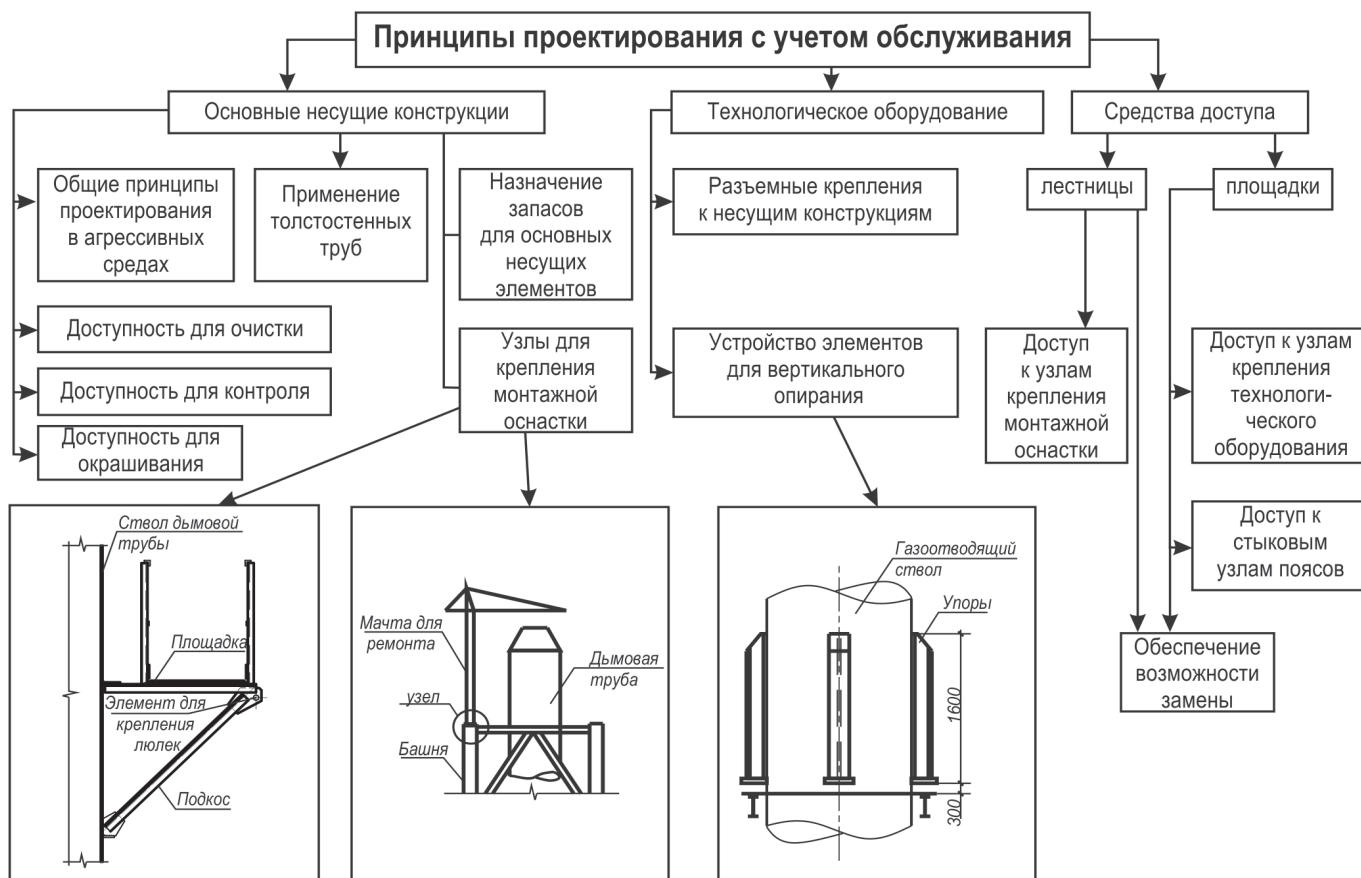 Принципы проектирования с учетом обслуживания
Основные несущие конструкции
Технологическое оборудование
Средства доступа
Общие принципы
проектирования
в агрессивных
средах
Применение
толстостенных
труб
Назначение
запасов
для основных
несущих
элементов
Разъемные крепления
к несущим конструкциям
лестницы
площадки
Доступность для очистки
Доступность для контроля
Доступность для
окрашивания
Узлы для
крепления
монтажной
оснастки
Устройство элементов
для вертикального
опирания
Доступ
к узлам
крепления
монтажной
оснастки
Доступ к узлам
крепления
технологи-
ческого
оборудования
Доступ к
стыковым
узлам поясов
Обеспечение
возможности
замены
Ствол дымовой
трубы
Площадка
Элемент для
крепления
люлек
Подкос
Мачта для
ремонта
Дымовая
труба
узел
Башня
Газоотводящий
ствол
Упоры
1600
300